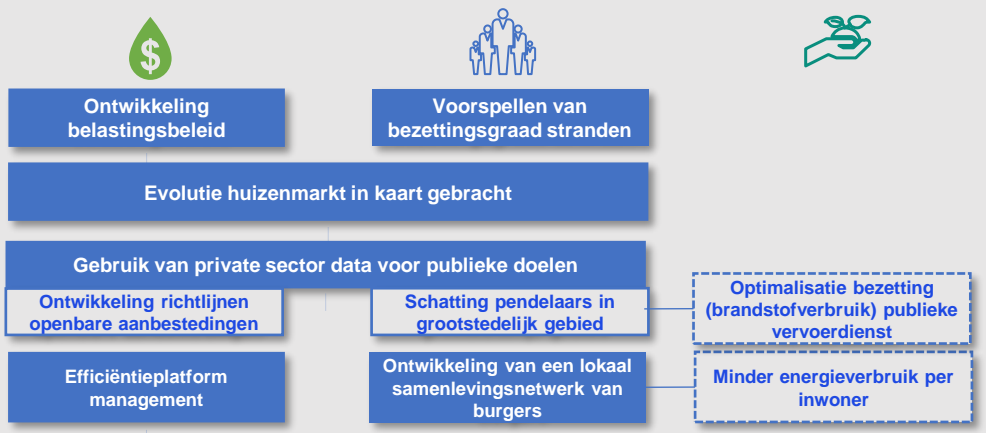 $
Ontwikkeling
belastingsbeleid
Voorspellen van
bezettingsgraad stranden
Evolutie huizenmarkt in kaart gebracht
Gebruik van private sector data voor publieke doelen
Ontwikkeling richtlijnen
openbare aanbestedingen
Schatting pendelaars in
grootstedelijk gebied
Optimalisatie bezetting
(brandstofverbruik) publieke
vervoerdienst
Efficiëntieplatform
management
Ontwikkeling van een lokaal
samenlevingsnetwerk van
burgers
Minder energieverbruik per
inwoner